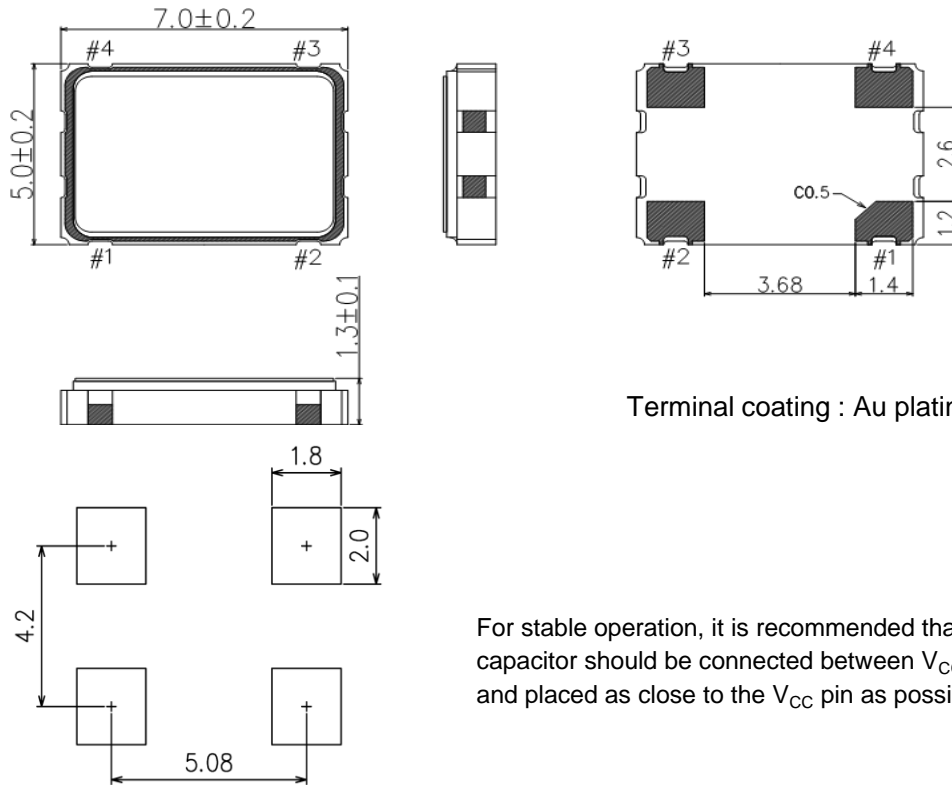 7.0±0.2
#4 #3
5.0±0.2
#1 #2
#3 #4
2.6
C0.5
1.2
#2 #1
3.68 1.4
1.3±0.1
Terminal coating : Au
1.8
2.0
4.2
5.08
For stable operation, it is recommended
capacitor should be connected between
and placed as close to the VCC pin as